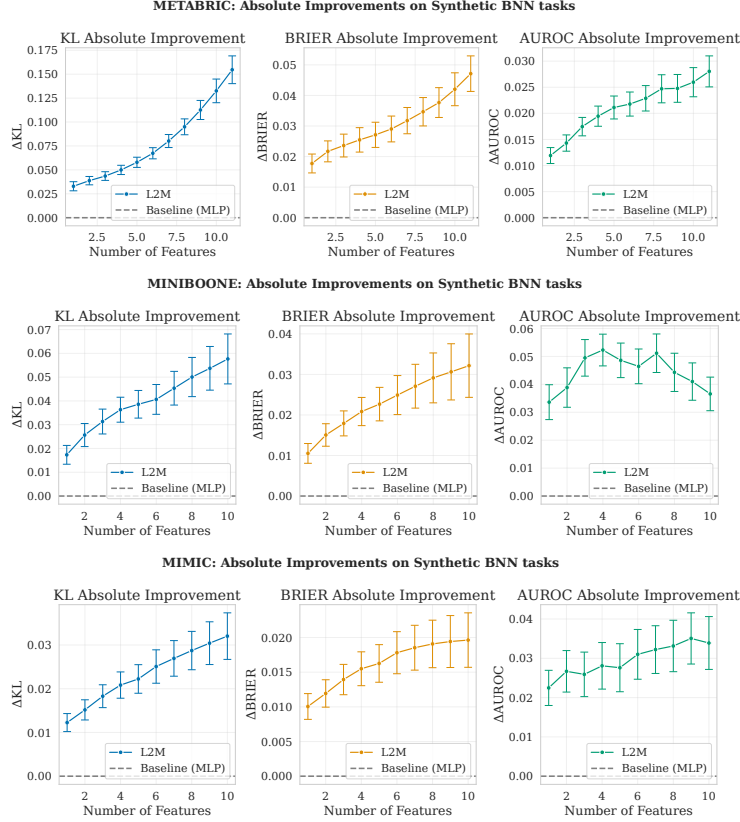 METABRIC: Absolute Improvements on Synthetic BNN tasks
KL Absolute Improvement
BRIER Absolute Improvement
AUROC Absolute Improvement
ΔKL
0.175
0.150
0.125
0.100
0.075
0.050
0.025
0.000
L2M
Baseline (MLP)
2.5 5.0 7.5 10.0
Number of Features
ΔBRIER
0.05
0.04
0.03
0.02
0.01
0.00
L2M
Baseline (MLP)
2.5 5.0 7.5 10.0
Number of Features
ΔAUROC
0.030
0.025
0.020
0.015
0.010
0.005
0.000
L2M
Baseline (MLP)
2.5 5.0 7.5 10.0
Number of Features
MINIBOONE: Absolute Improvements on Synthetic BNN tasks
KL Absolute Improvement
BRIER Absolute Improvement
AUROC Absolute Improvement
ΔKL
0.07
0.06
0.05
0.04
0.03
0.02
0.01
0.00
L2M
Baseline (MLP)
2 4 6 8 10
Number of Features
ΔBRIER
0.04
0.03
0.02
0.01
0.00
L2M
Baseline (MLP)
2 4 6 8 10
Number of Features
ΔAUROC
0.06
0.05
0.04
0.03
0.02
0.01
0.00
L2M
Baseline (MLP)
2 4 6 8 10
Number of Features
MIMIC: Absolute Improvements on Synthetic BNN tasks
KL Absolute Improvement
BRIER Absolute Improvement
AUROC Absolute Improvement
ΔKL
0.03
0.02
0.01
0.00
L2M
Baseline (MLP)
2 4 6 8 10
Number of Features
ΔBRIER
0.020
0.015
0.010
0.005
0.000
L2M
Baseline (MLP)
2 4 6 8 10
Number of Features
ΔAUROC
0.04
0.03
0.02
0.01
0.00
L2M
Baseline (MLP)
2 4 6 8 10
Number of Features